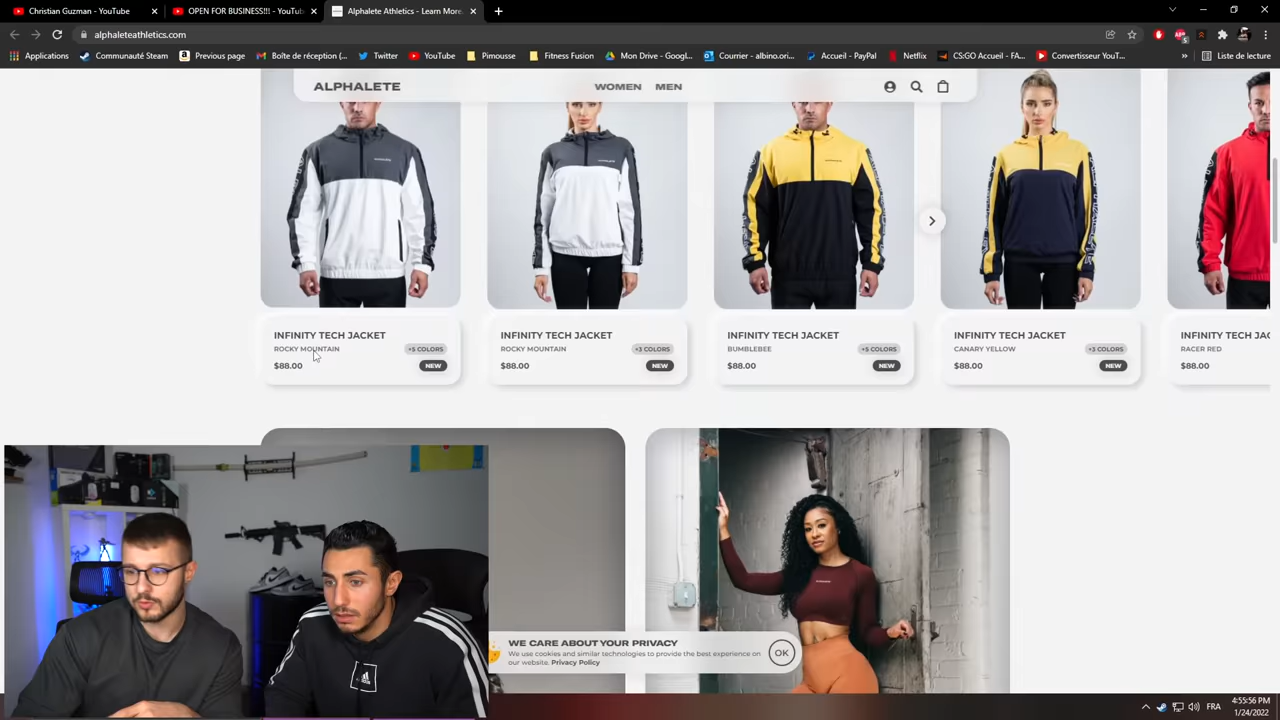 Christian Guzman - YouTube
OPEN FOR BUSINESS!!! - YouTu
Alphalete Athletics - Learn More.
alphaleteathletics.com
Applications
Communauté Steam
Previous page
Boîte de réception (...
Twitter
YouTube
Pimousse
Fitness Fusion
Mon Drive - Googl...
Courrier - albino.ori...
Accueil - PayPal
Netflix
CS:GO Accueil - FA...
Convertisseur YouT...
Liste de lecture
ALPHALETE
WOMEN MEN
INFINITY TECH JACKET
ROCKY MOUNTAIN
+5 COLORS
$88.00
NEW
INFINITY TECH JACKET
ROCKY MOUNTAIN
+3 COLORS
$88.00
NEW
INFINITY TECH JACKET
BUMBLEBEE
+5 COLORS
$88.00
NEW
INFINITY TECH JACKET
CANARY YELLOW
+3 COLORS
$88.00
NEW
INFINITY TECH JAC
RACER RED
$88.00
WE CARE ABOUT YOUR PRIVACY
We use cookies and similar technologies to provide the best experience on
our website. Privacy Policy
OK
FRA
4:55:56 PM
1/24/2022